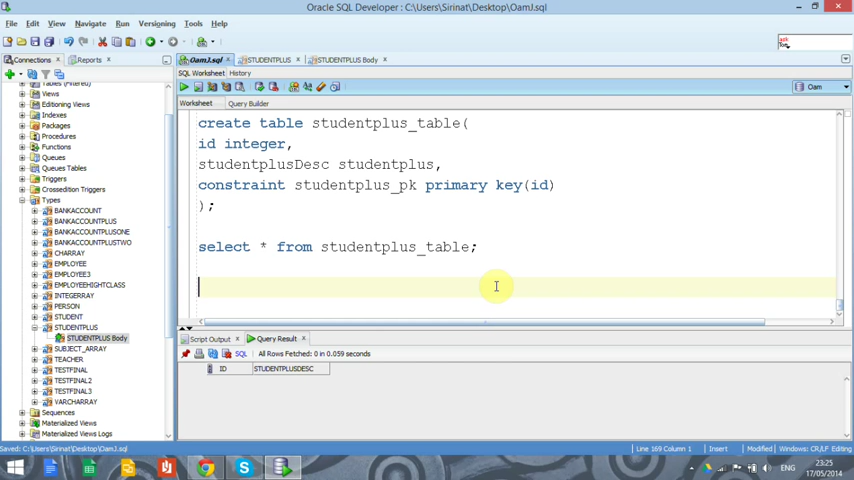 Oracle SQL Developer : C:\Users\Sirinat\Desktop\OamJ.sql
File Edit View Navigate Run Versioning Tools Help
Connections Reports
OamJ.sql STUDENTPLUS STUDENTPLUS Body
SQL Worksheet History
Oam
Worksheet Query Builder
Tables (Filtered)
Views
Editioning Views
Indexes
Packages
Procedures
Functions
Queues
Queues Tables
Triggers
Crossedition Triggers
Types
BANKACCOUNT
BANKACCOUNTPLUS
BANKACCOUNTPLUSONE
BANKACCOUNTPLUSTWO
CHARRAY
EMPLOYEE
EMPLOYEE3
EMPLOYEEHIGHTCLASS
INTEGERRAY
PERSON
STUDENT
STUDENTPLUS
STUDENTPLUS Body
SUBJECT_ARRAY
TEACHER
TESTFINAL
TESTFINAL2
TESTFINAL3
VARCHARRAY
Sequences
Materialized Views
Materialized Views Logs
create table studentplus_table(
id integer,
studentplusDesc studentplus,
constraint studentplus_pk primary key(id)
);
select * from studentplus_table;
Script Output Query Result
SQL All Rows Fetched: 0 in 0.059 seconds
ID STUDENTPLUSDESC
Saved: C:\Users\Sirinat\Desktop\OamJ.sql
Line 169 Column 1 Insert Modified Windows: CR/LF Editing
ENG
23:25
17/05/2014